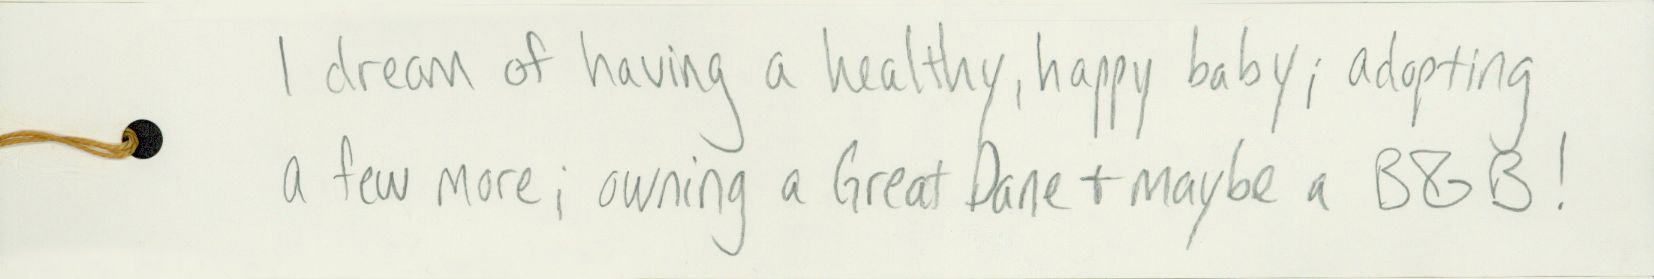 I dream of having a healthy, happy baby; adopting
a few more; owning a Great Dane + maybe a B&B!